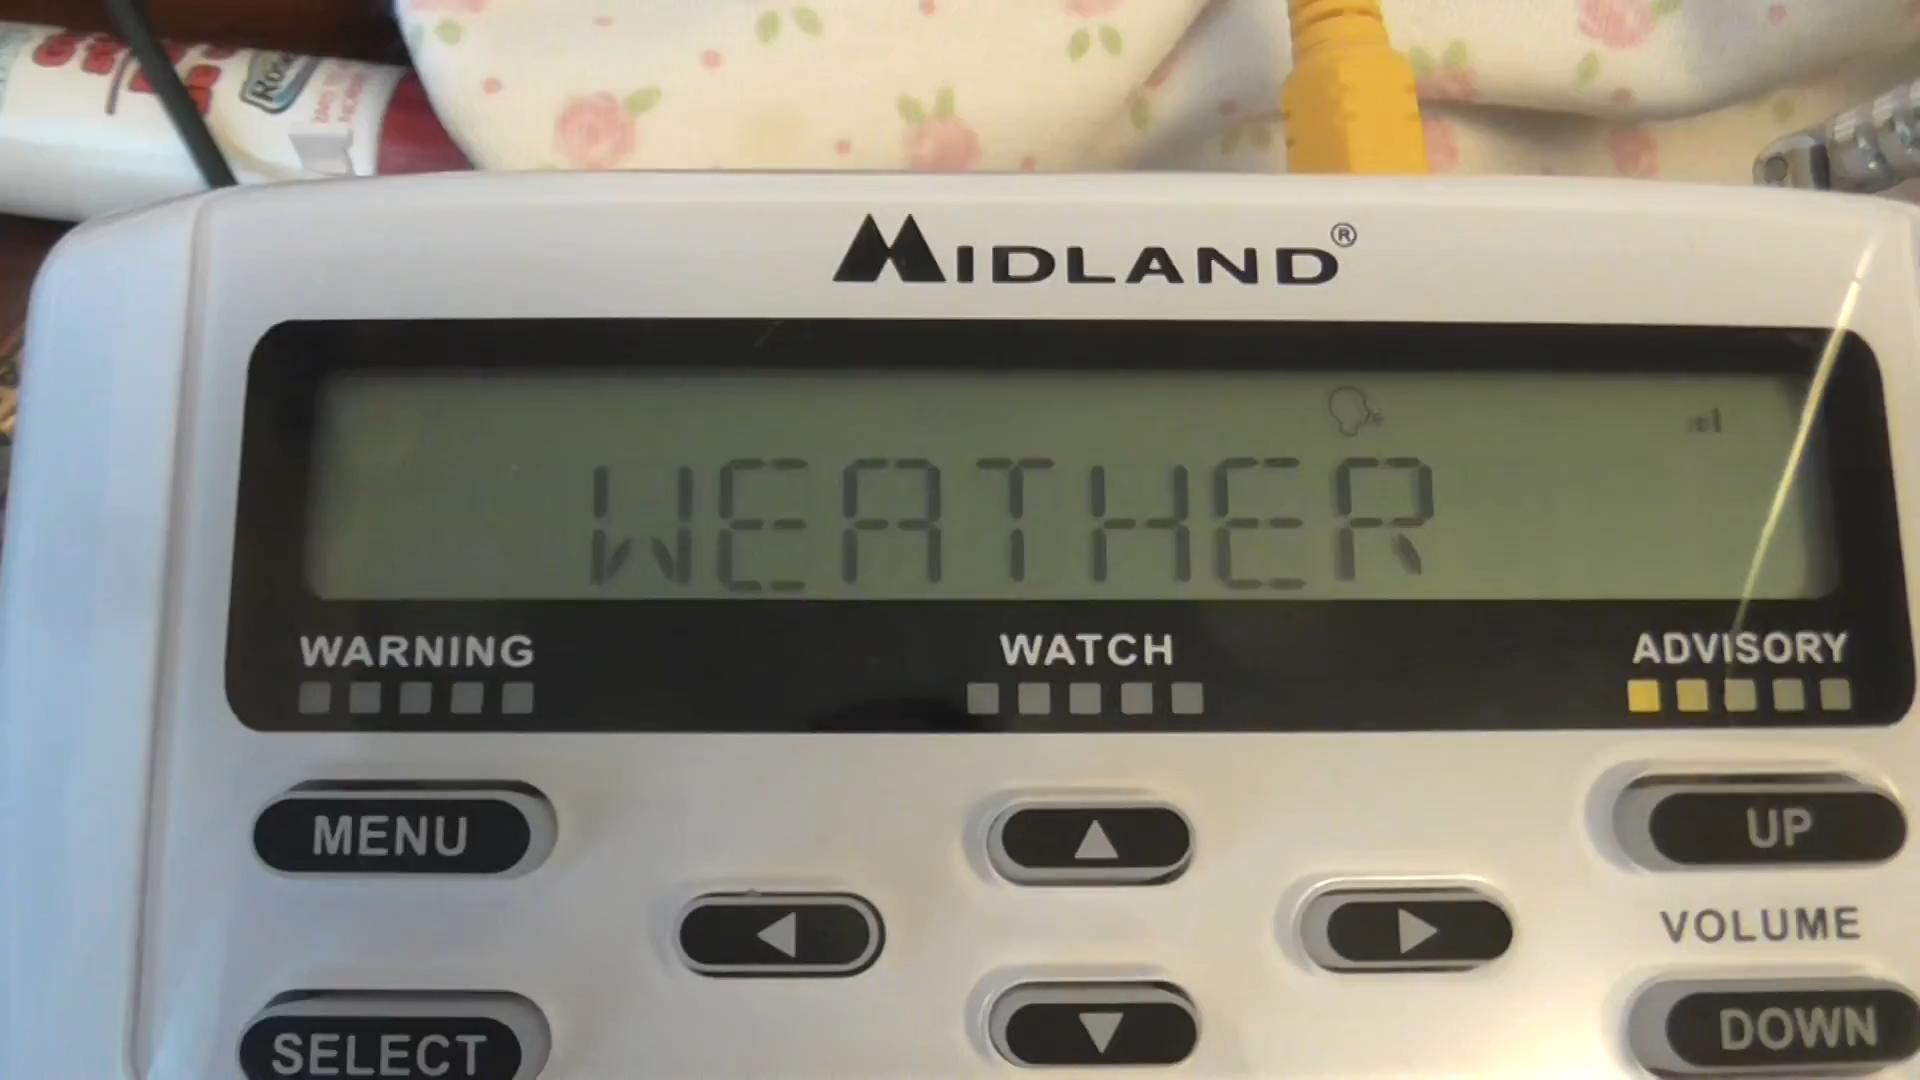 MIDLAND®
WEATHER
WARNING
WATCH
ADVISORY
MENU
UP
VOLUME
SELECT
DOWN